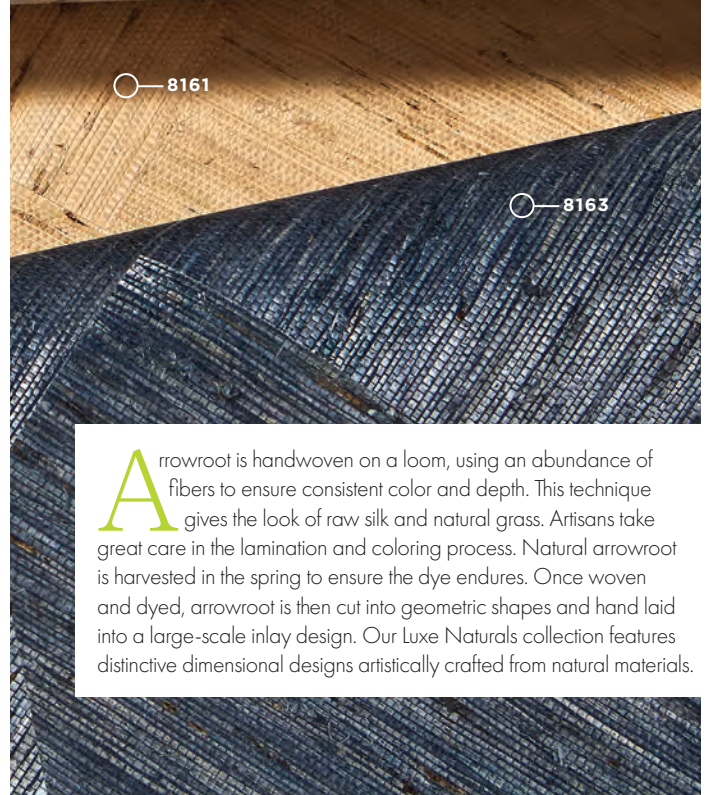 8161
8163
Arrowroot is handwoven on a loom, using an abundance of
fibers to ensure consistent color and depth. This technique
gives the look of raw silk and natural grass. Artisans take
great care in the lamination and coloring process. Natural arrowroot
is harvested in the spring to ensure the dye endures. Once woven
and dyed, arrowroot is then cut into geometric shapes and hand laid
into a large-scale inlay design. Our Luxe Naturals collection features
distinctive dimensional designs artistically crafted from natural materials.